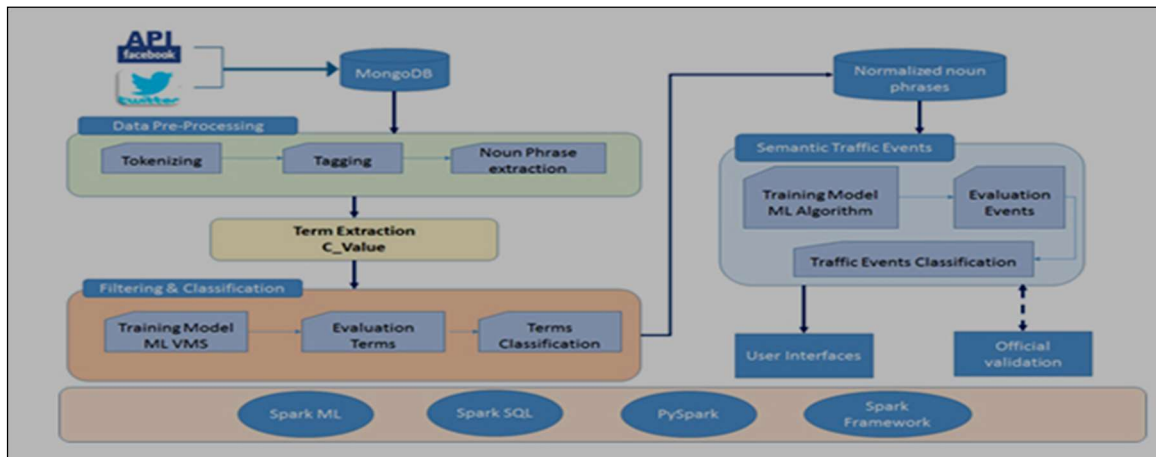 API
facebook
twitter
MongoDB
Data Pre-Processing
Tokenizing
Tagging
Noun Phrase
extraction
Term Extraction
C_Value
Filtering & Classification
Training Model
ML VMS
Evaluation
Terms
Terms
Classification
Normalized noun
phrases
Semantic Traffic Events
Training Model
ML Algorithm
Evaluation
Events
Traffic Events Classification
User Interfaces
Official
validation
Spark ML
Spark SQL
PySpark
Spark
Framework